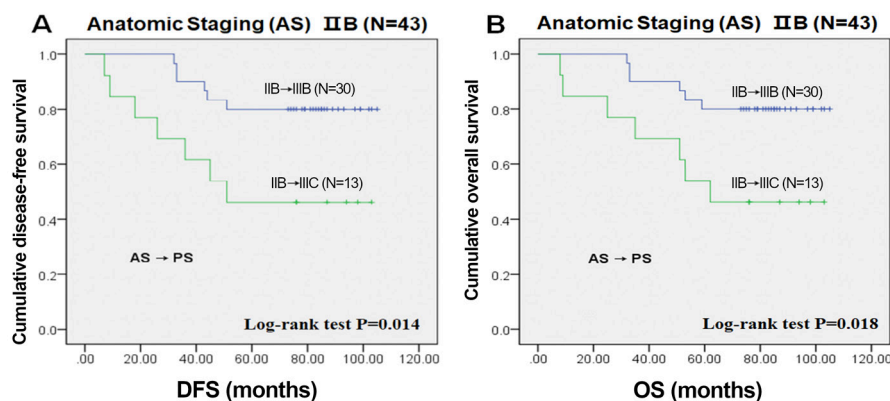 A
Anatomic Staging (AS) ⅡB (N=43)
Cumulative disease-free survival
1.0
0.8
0.6
0.4
0.2
0.0
IIB→IIIB (N=30)
IIB→IIIC (N=13)
AS → PS
Log-rank test P=0.014
.00 20.00 40.00 60.00 80.00 100.00 120.00
DFS (months)
B
Anatomic Staging (AS) ⅡB (N=43)
Cumulative overall survival
1.0
0.8
0.6
0.4
0.2
0.0
IIB→IIIB (N=30)
IIB→IIIC (N=13)
AS → PS
Log-rank test P=0.018
.00 20.00 40.00 60.00 80.00 100.00 120.00
OS (months)